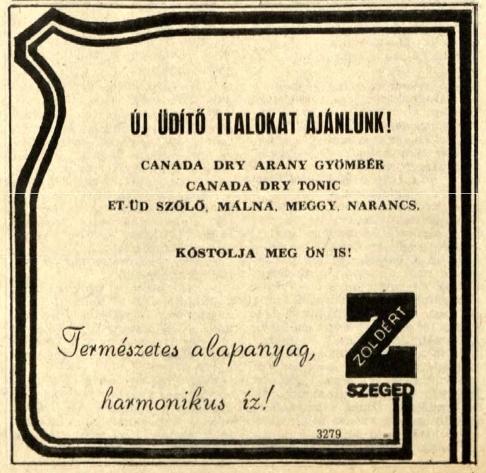 ÚJ ÜDÍTŐ ITALOKAT AJÁNLUNK!
CANADA DRY ARANY GYÖMBÉR
CANADA DRY TONIC
ET-ÜD SZŐLŐ, MÁLNA, MEGGY, NARANCS.
KÓSTOLJA MEG ÖN IS!
ZÖLDÉRT
SZEGED
Természetes alapanyag,
harmonikus íz!
3279